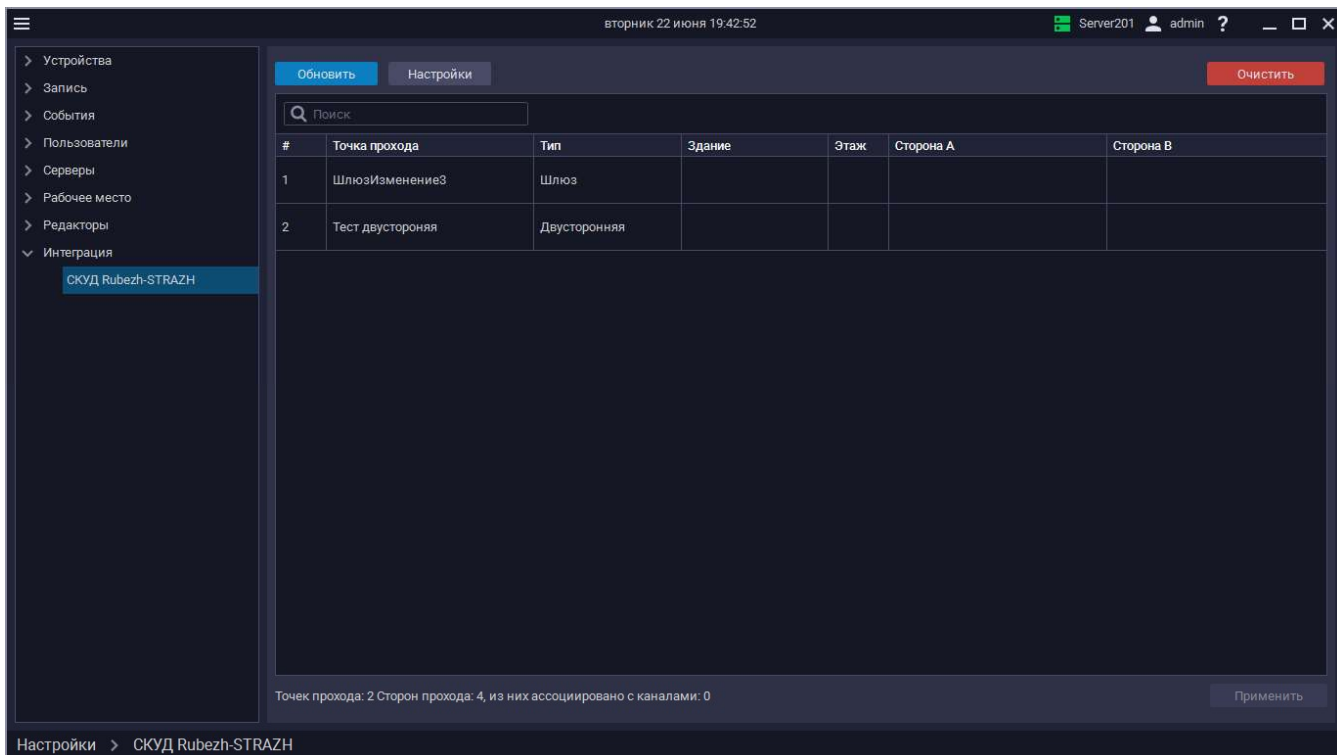 вторник 22 июня 19:42:52
Server201 admin ?
Устройства
Запись
События
Пользователи
Серверы
Рабочее место
Редакторы
Интеграция
СКУД Rubezh-STRAZH
Обновить Настройки Очистить
Поиск
# Точка прохода Тип Здание Этаж Сторона А Сторона В
1 ШлюзИзменение3 Шлюз
2 Тест двустороняя Двусторонняя
Точек прохода: 2 Сторон прохода: 4, из них ассоциировано с каналами: 0
Применить
Настройки > СКУД Rubezh-STRAZH